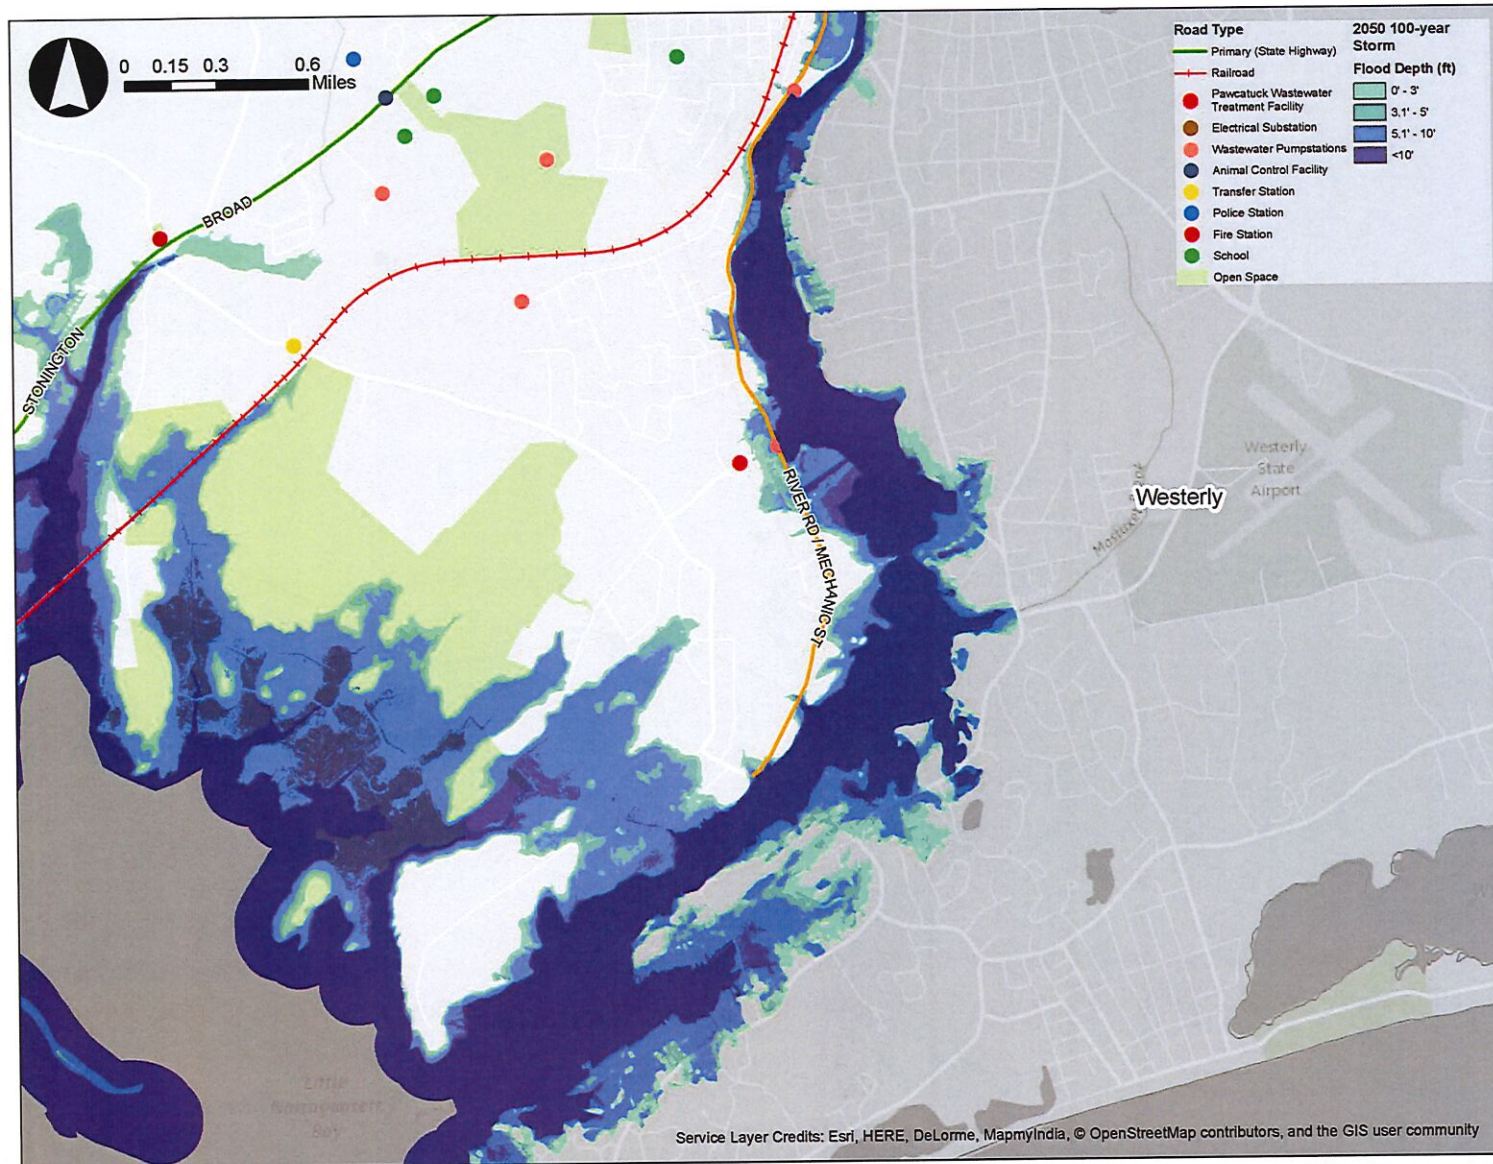 0 0.15 0.3 0.6
Miles
Road Type
Primary (State Highway)
Railroad
Pawcatuck Wastewater
Treatment Facility
Electrical Substation
Wastewater Pumpstations
Animal Control Facility
Transfer Station
Police Station
Fire Station
School
Open Space
2050 100-year
Storm
Flood Depth (ft)
0' - 3'
3.1' - 5'
5.1' - 10'
<10'
BROAD
STONINGTON
RIVER RD / MECHANIC ST
Westerly
State
Airport
Westerly
Little
Bay
Service Layer Credits: Esri, HERE, DeLorme, MapmyIndia, © OpenStreetMap contributors, and the GIS user community